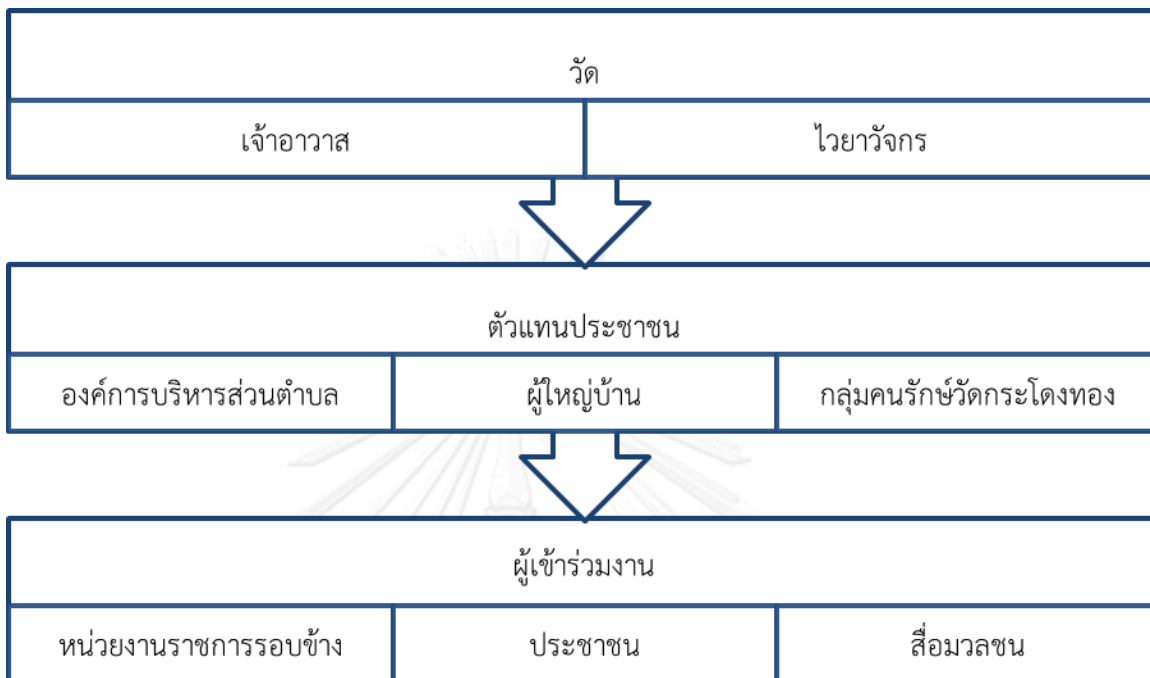 วัด
เจ้าอาวาส
ไวยาวัจกร
ตัวแทนประชาชน
องค์การบริหารส่วนตำบล
ผู้ใหญ่บ้าน
กลุ่มคนรักษ์วัดกระโดงทอง
ผู้เข้าร่วมงาน
หน่วยงานราชการรอบข้าง
ประชาชน
สื่อมวลชน